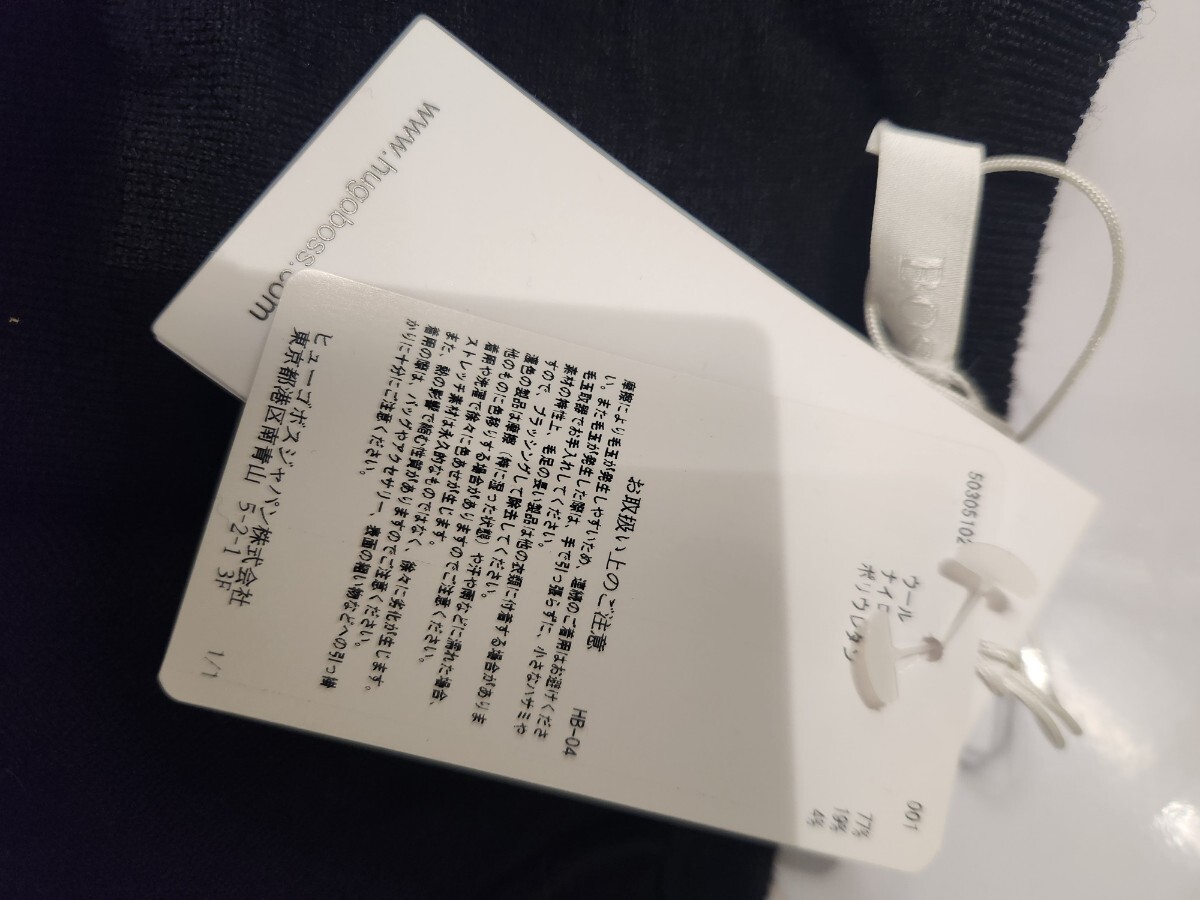 www.hugoboss.com
BOS
50305102
001
ウール 77%
ナイロ 19%
ポリウレタン 4%
お取扱い上のご注意 HB-04
摩擦により毛玉が発生しやすいため、連続のご着用はお避けくださ
い。また毛玉が発生した際は、手で引っ張らずに、小さなハサミや
毛玉取器でお手入れしてください。
素材の特性上、毛足の長い製品は他の衣類に付着する場合がありま
すので、ブラッシングして除去してください。
濃色の製品は摩擦（特に湿った状態）や汗や雨などに濡れた場合、
他のものに色移りする場合がありますのでご注意ください。
着用や洗濯で徐々に色あせが生じます。
ストレッチ素材は永久的なものではなく、徐々に劣化が生じます。
また、熱の影響で縮む性質がありますのでご注意ください。
着用の際は、バッグやアクセサリー、表面の粗い物などへの引っ掛
かりに十分にご注意ください。
ヒューゴボスジャパン株式会社
東京都港区南青山 5-2-1 3F
1/1